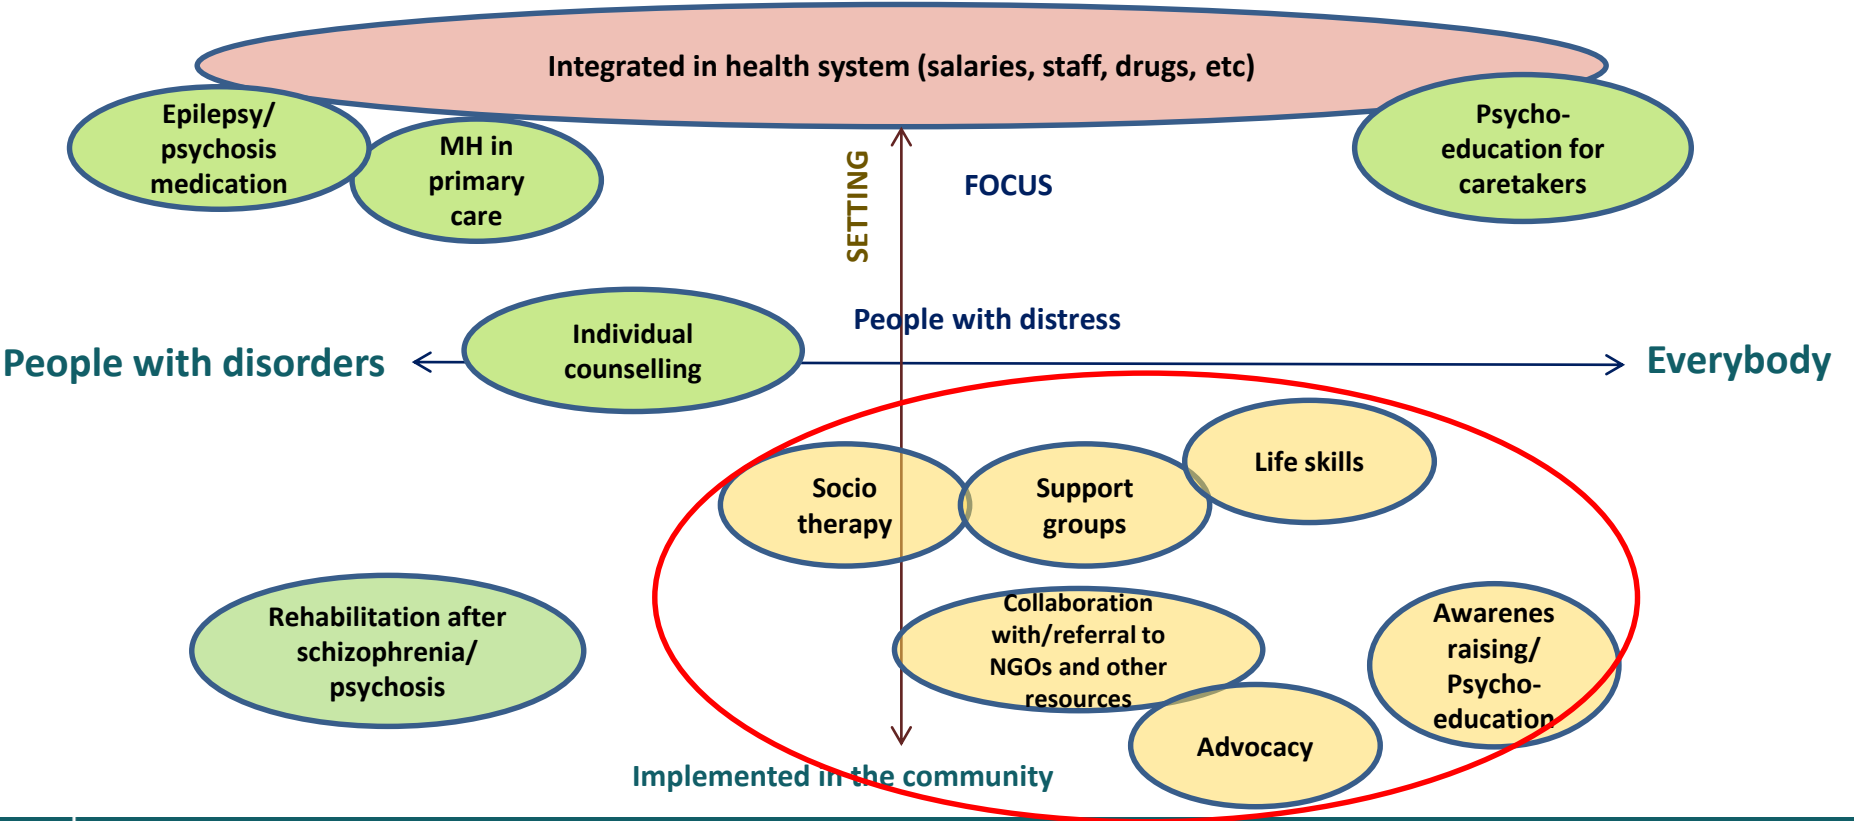 Integrated in health system (salaries, staff, drugs, etc)
Epilepsy/
psychosis
medication
MH in
primary
care
SETTING
FOCUS
Psycho-
education for
caretakers
People with distress
Individual
counselling
People with disorders
Everybody
Socio
therapy
Support
groups
Life skills
Rehabilitation after
schizophrenia/
psychosis
Collaboration
with/referral to
NGOs and other
resources
Awarenes
raising/
Psycho-
education
Advocacy
Implemented in the community